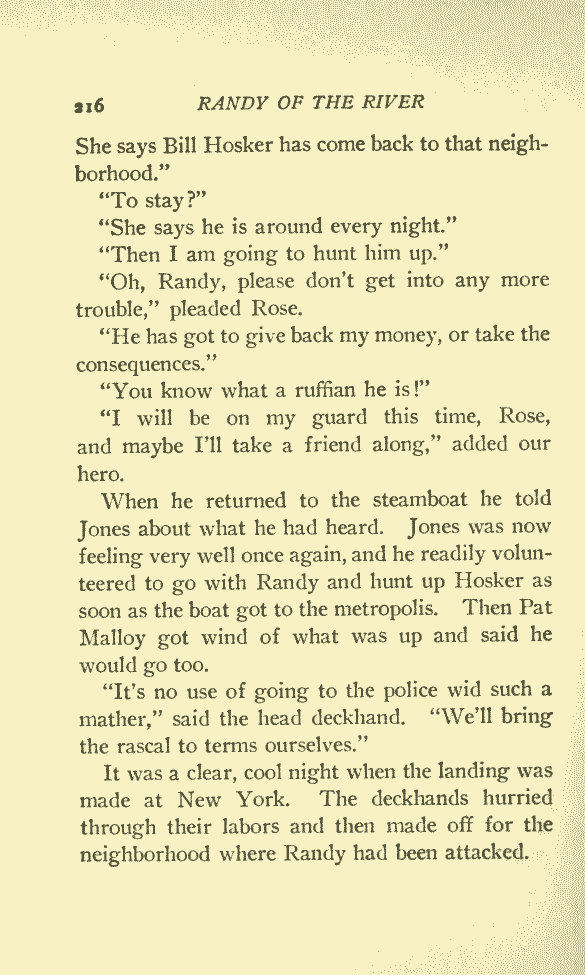 216 RANDY OF THE RIVER
She says Bill Hosker has come back to that neigh-
borhood.”
“To stay?”
“She says he is around every night.”
“Then I am going to hunt him up.”
“Oh, Randy, please don’t get into any more
trouble,” pleaded Rose.
“He has got to give back my money, or take the
consequences.”
“You know what a ruffian he is!”
“I will be on my guard this time, Rose,
and maybe I’ll take a friend along,” added our
hero.
When he returned to the steamboat he told
Jones about what he had heard. Jones was now
feeling very well once again, and he readily volun-
teered to go with Randy and hunt up Hosker as
soon as the boat got to the metropolis. Then Pat
Malloy got wind of what was up and said he
would go too.
“It’s no use of going to the police wid such a
mather,” said the head deckhand. “We’ll bring
the rascal to terms ourselves.”
It was a clear, cool night when the landing was
made at New York. The deckhands hurried
through their labors and then made off for the
neighborhood where Randy had been attacked.